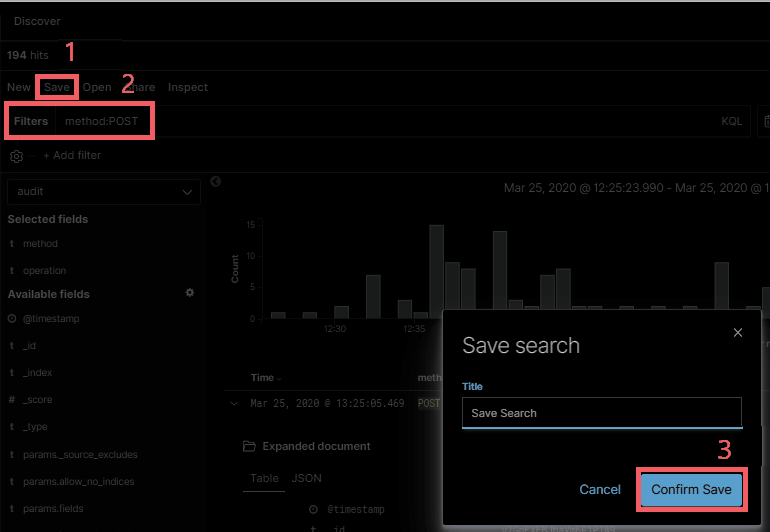 Discover
194 hits
1
New Save Open Share Inspect
2
Filters method:POST KQL
+ Add filter
audit
Mar 25, 2020 @ 12:25:23.990 - Mar 25, 2020 @ 1
Selected fields
t method
t operation
Available fields
@timestamp
t _id
t _index
# _score
t _type
t params._source_excludes
t params.allow_no_indices
t params.fields
Count
15
10
5
0
12:30
12:35
Time
meth
Mar 25, 2020 @ 13:25:05.469 POST
Expanded document
Table JSON
@timestamp
t _id
Save search
Title
Save Search
3
Cancel Confirm Save